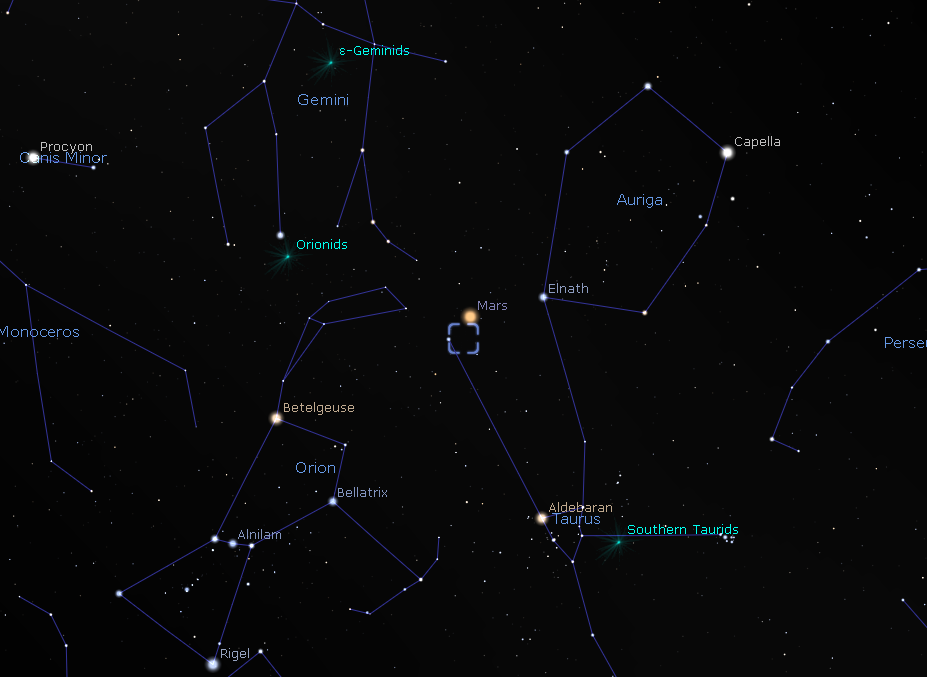 ε-Geminids
Gemini
Capella
Procyon
Canis Minor
Auriga
Orionids
Elnath
Mars
Monoceros
Perse
Betelgeuse
Orion
Bellatrix
Aldebaran
Taurus
Southern Taurids
Alnilam
Rigel